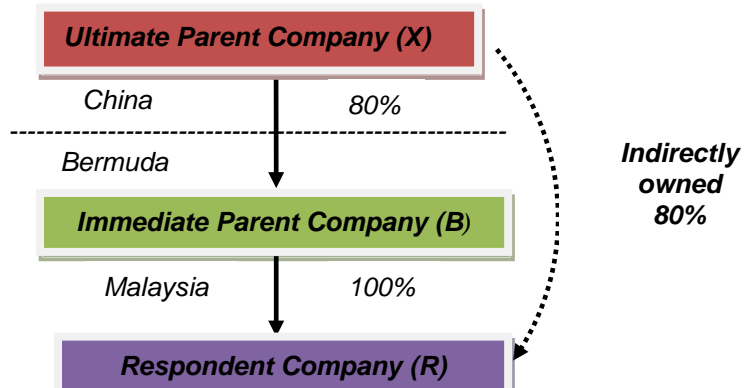 Ultimate Parent Company (X)
China 80%
Bermuda
Indirectly
owned
80%
Immediate Parent Company (B)
Malaysia 100%
Respondent Company (R)